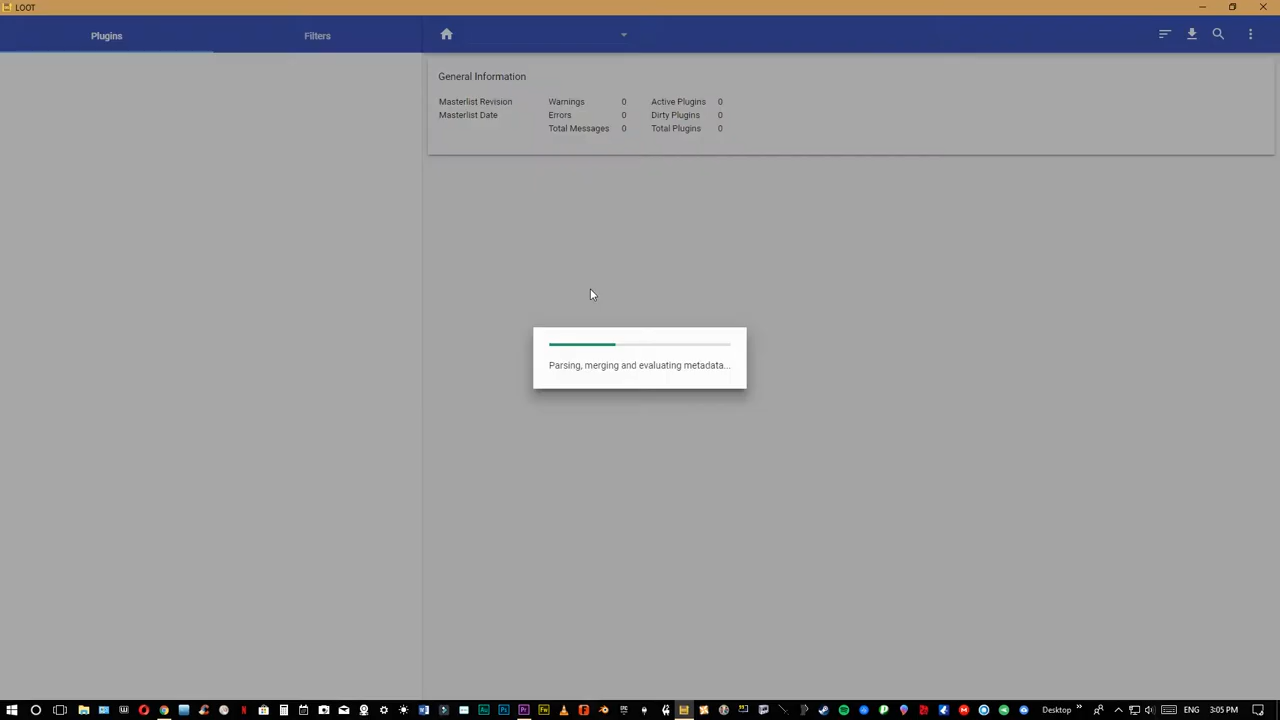 LOOT
Plugins
Filters
General Information
Masterlist Revision
Warnings 0
Active Plugins 0
Masterlist Date
Errors 0
Dirty Plugins 0
Total Messages 0
Total Plugins 0
Parsing, merging and evaluating metadata...
Desktop
ENG
3:05 PM